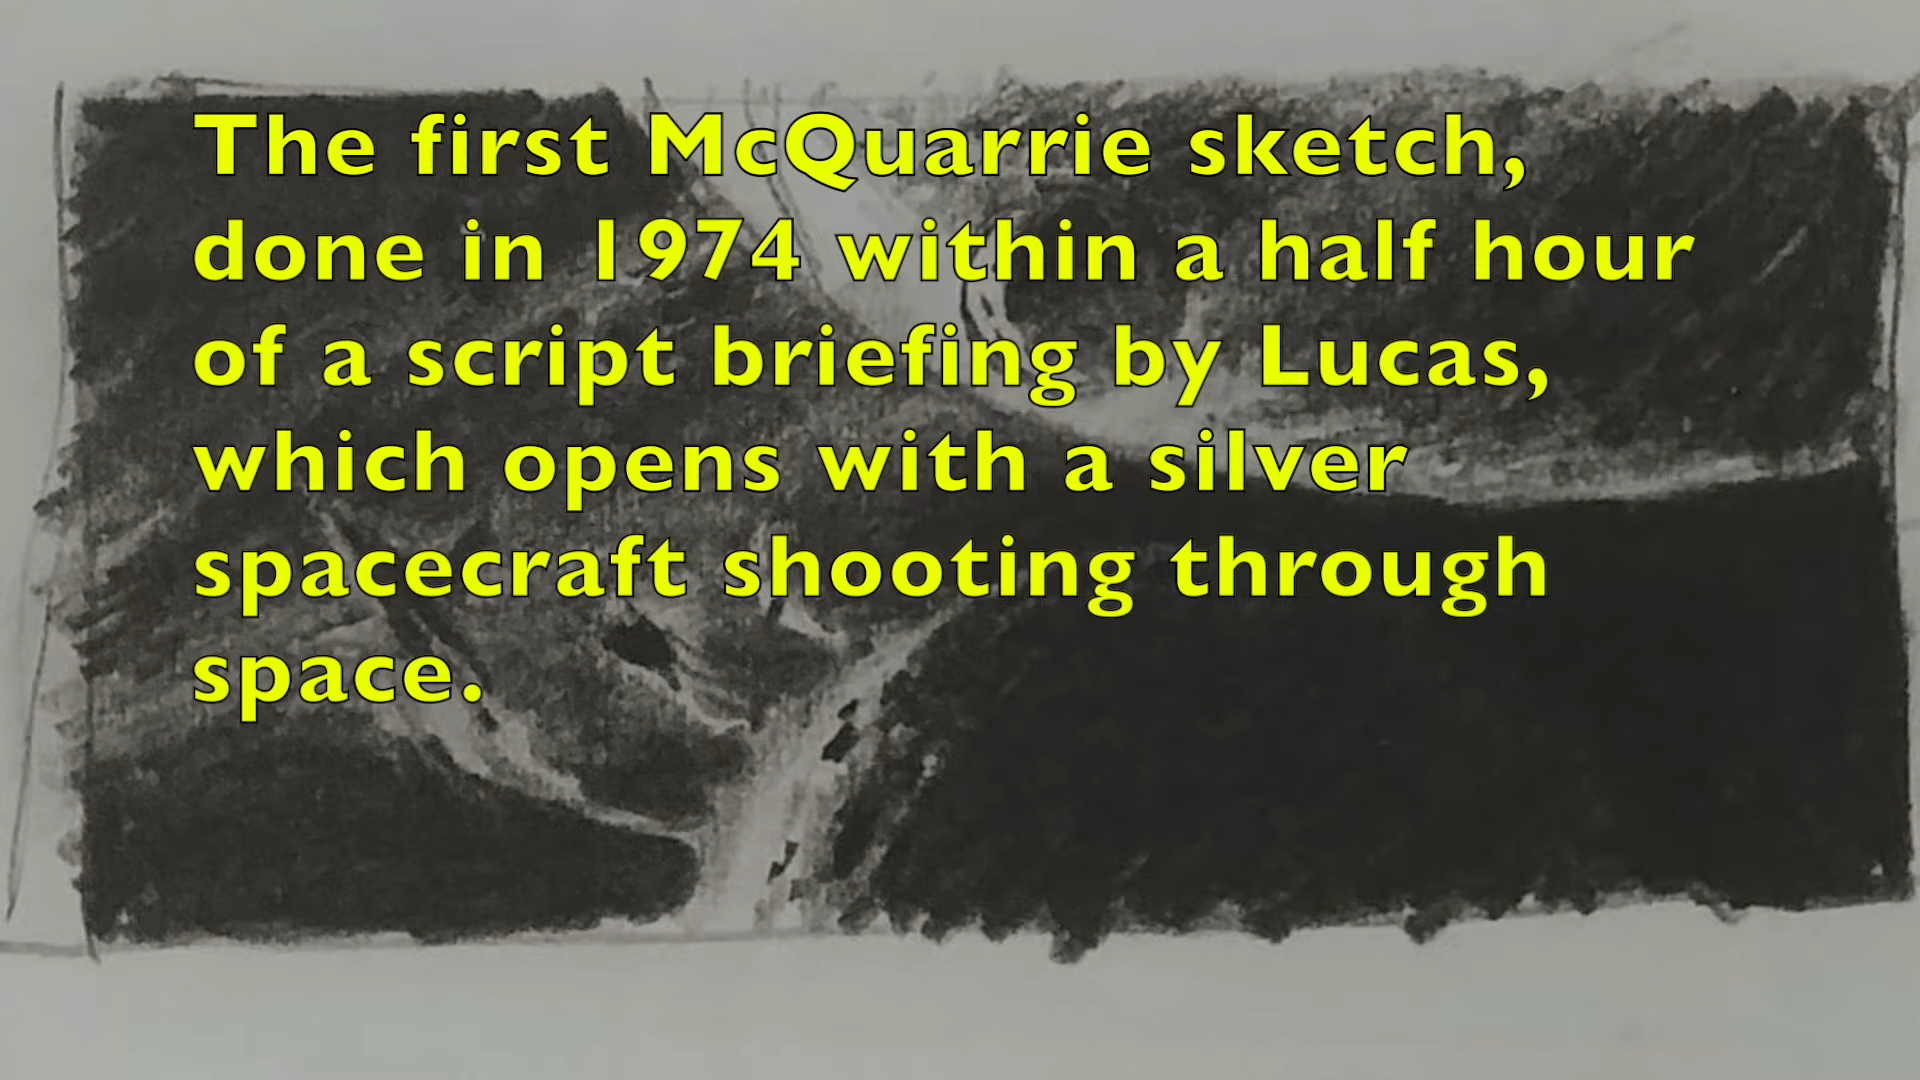 The first McQuarrie sketch,
done in 1974 within a half hour
of a script briefing by Lucas,
which opens with a silver
spacecraft shooting through
space.